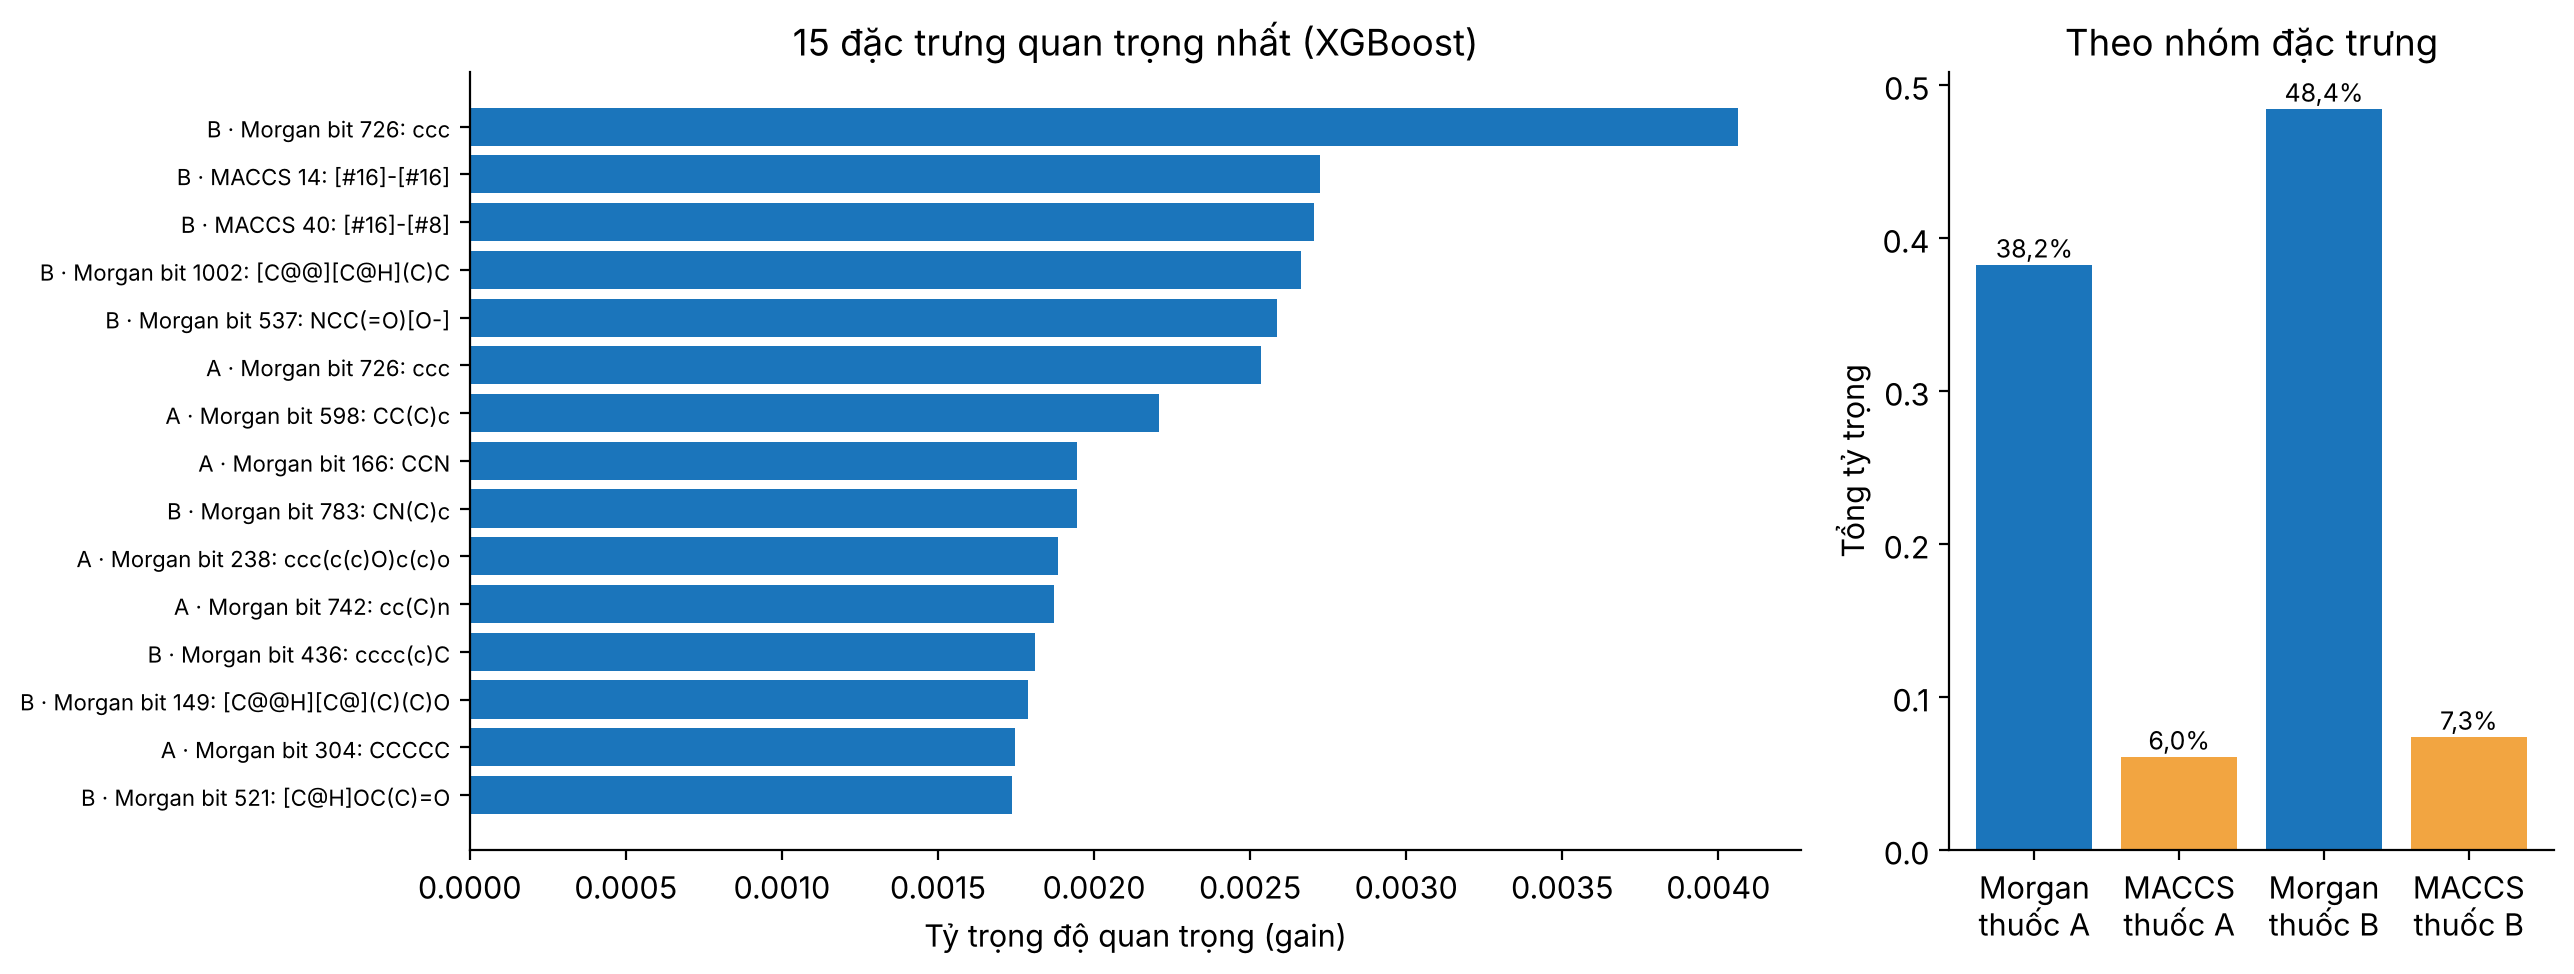 15 đặc trưng quan trọng nhất (XGBoost)
B · Morgan bit 726: ccc
B · MACCS 14: [#16]-[#16]
B · MACCS 40: [#16]-[#8]
B · Morgan bit 1002: [C@@][C@H](C)C
B · Morgan bit 537: NCC(=O)[O-]
A · Morgan bit 726: ccc
A · Morgan bit 598: CC(C)c
A · Morgan bit 166: CCN
B · Morgan bit 783: CN(C)c
A · Morgan bit 238: ccc(c(c)O)c(c)o
A · Morgan bit 742: cc(C)n
B · Morgan bit 436: cccc(c)C
B · Morgan bit 149: [C@@H][C@](C)(C)O
A · Morgan bit 304: CCCCC
B · Morgan bit 521: [C@H]OC(C)=O
0.0000 0.0005 0.0010 0.0015 0.0020 0.0025 0.0030 0.0035 0.0040
Tỷ trọng độ quan trọng (gain)
Theo nhóm đặc trưng
Tổng tỷ trọng
0.5
0.4
0.3
0.2
0.1
0.0
38,2%
6,0%
48,4%
7,3%
Morgan
thuốc A
MACCS
thuốc A
Morgan
thuốc B
MACCS
thuốc B